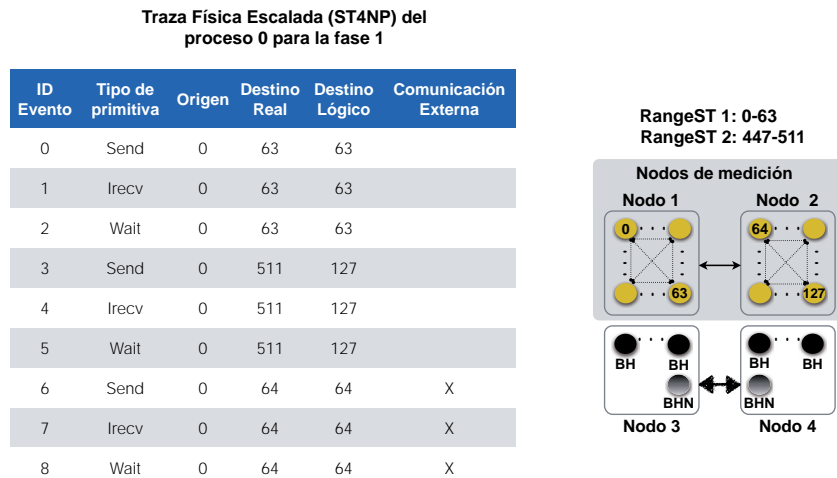 Traza Física Escalada (ST4NP) del
proceso 0 para la fase 1
ID Evento Tipo de primitiva Origen Destino Real Destino Lógico Comunicación Externa
0 Send 0 63 63
1 Irecv 0 63 63
2 Wait 0 63 63
3 Send 0 511 127
4 Irecv 0 511 127
5 Wait 0 511 127
6 Send 0 64 64 X
7 Irecv 0 64 64 X
8 Wait 0 64 64 X
RangeST 1: 0-63
RangeST 2: 447-511
Nodos de medición
Nodo 1 Nodo 2
0 64
63 127
BH BH BH BH
BHN BHN
Nodo 3 Nodo 4